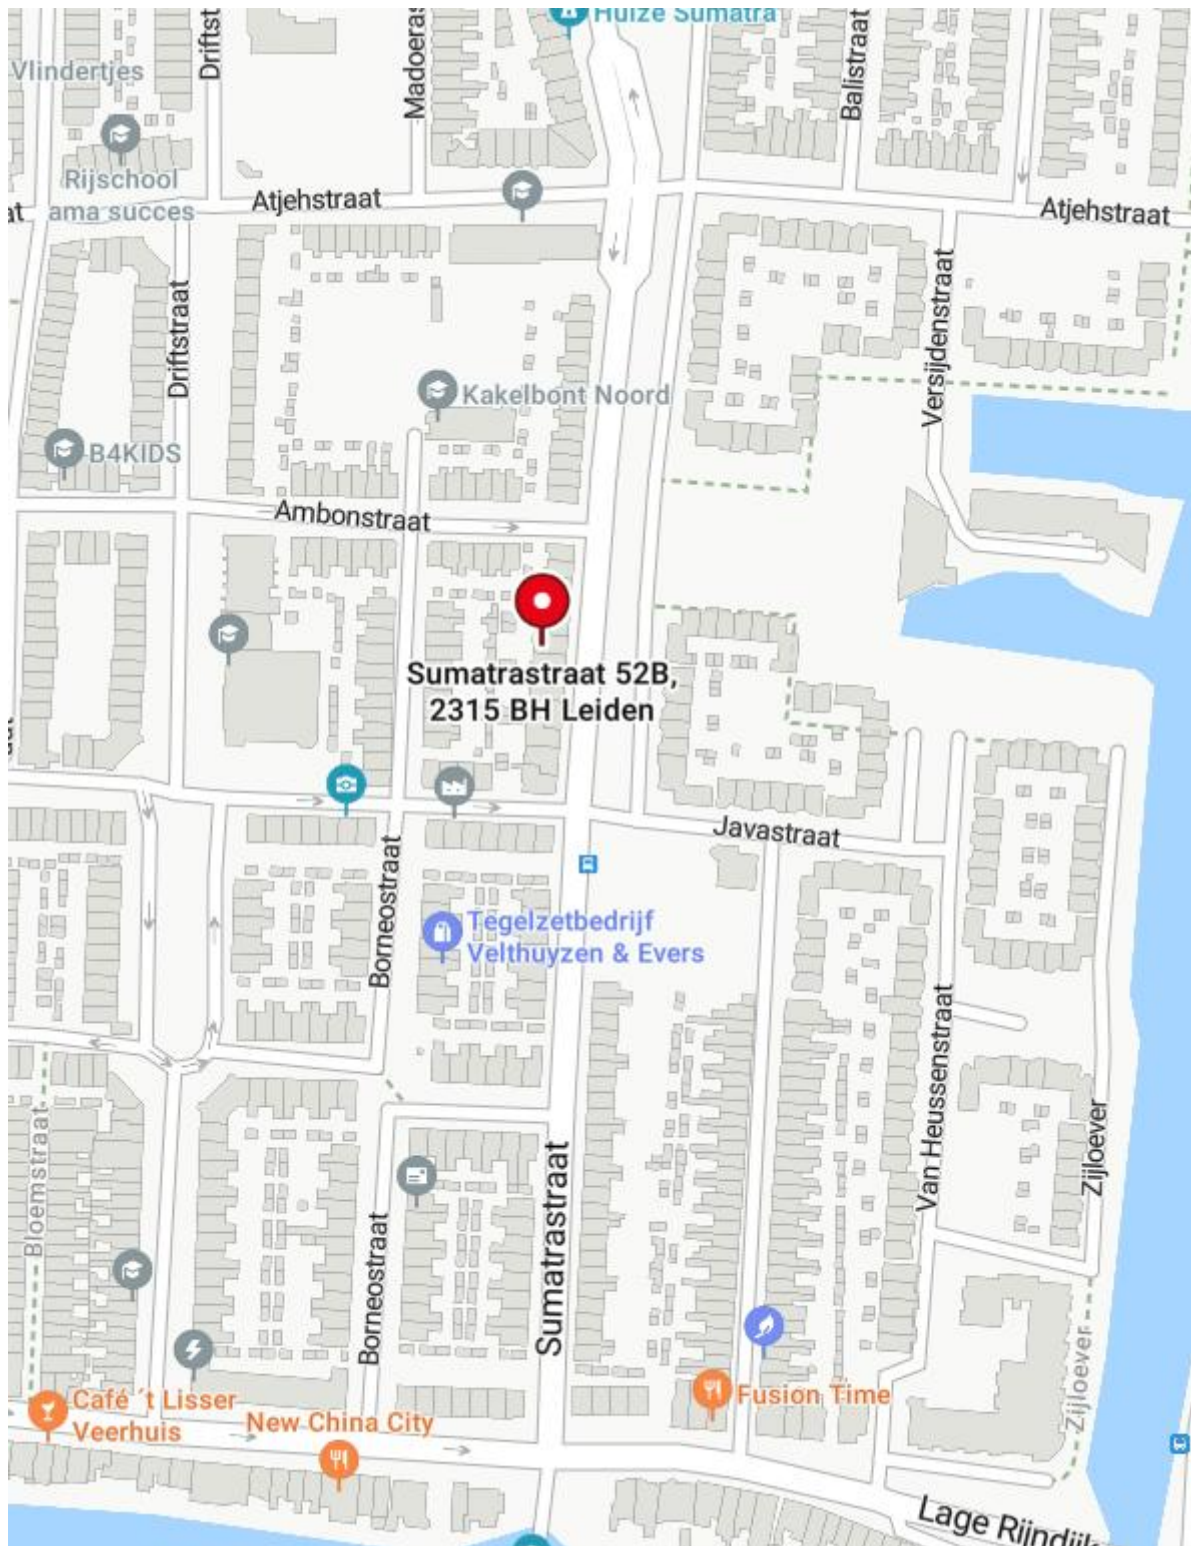 Huize Sumatra
Driftst
Madoeras
Balistraat
Vlindertjes
Rijschool
ama succes
at
Atjehstraat
Atjehstraat
Driftstraat
Versijdenstraat
Kakelbont Noord
B4KIDS
Ambonstraat
Sumatrastraat 52B,
2315 BH Leiden
aat
Javastraat
Borneostraat
Tegelzetbedrijf
Velthuyzen & Evers
Van Heussenstraat
Zijloever
Bloemstraat
Sumatrastraat
Borneostraat
Zijloever
Café ´t Lisser
Veerhuis
New China City
Fusion Time
Lage Rijndijk